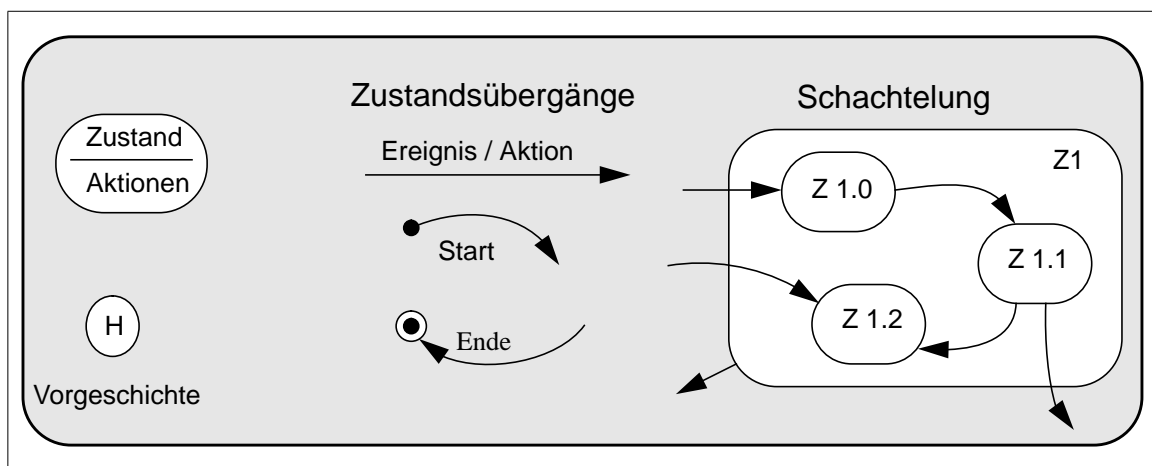 Zustand
Aktionen
H
Vorgeschichte
Zustandsübergänge
Ereignis / Aktion
Start
Ende
Schachtelung
Z1
Z 1.0
Z 1.1
Z 1.2